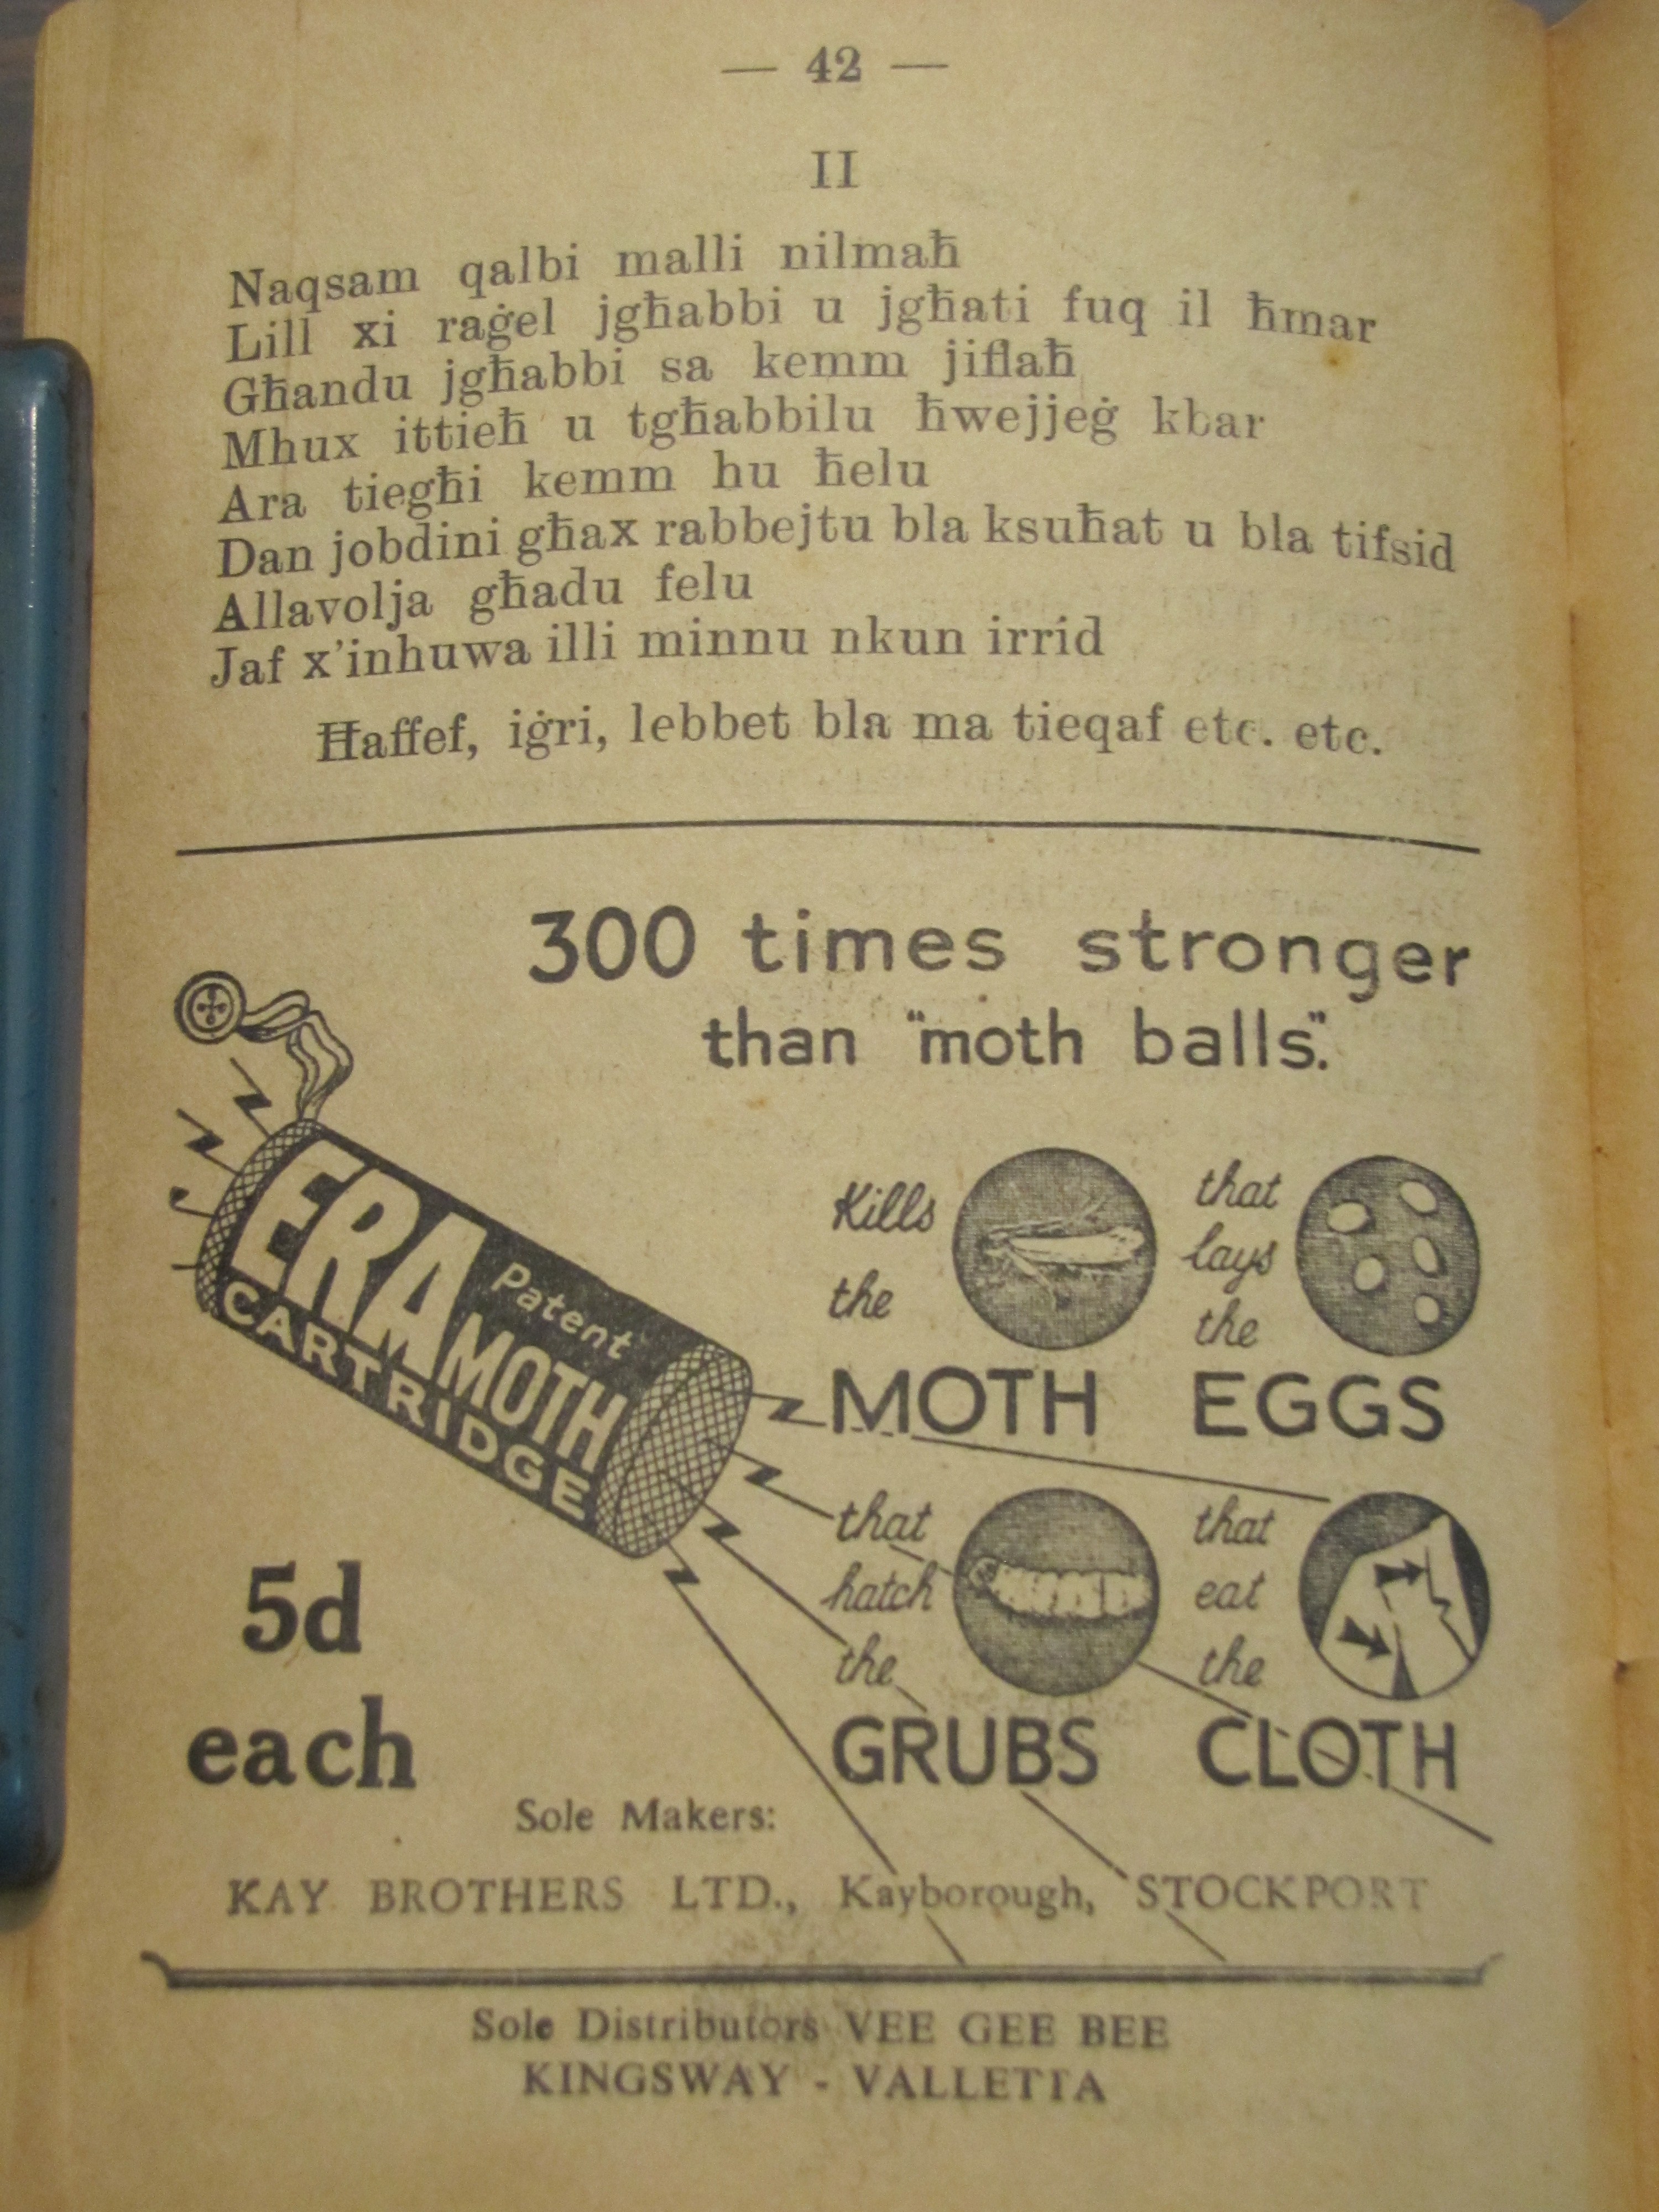 — 42 —
II
Naqsam qalbi malli nilmaħ
Lill xi raġel jgħabbi u jgħati fuq il ħmar
Għandu jgħabbi sa kemm jiflaħ
Mhux ittieħ u tgħabbilu ħwejjeġ kbar
Ara tiegħi kemm hu ħelu
Dan jobdini għax rabbejtu bla ksuħat u bla tifsid
Allavolja għadu felu
Jaf x'inhuwa illi minnu nkun irrid
Ħaffef, iġri, lebbet bla ma tieqaf etc. etc.
300 times stronger
than "moth balls".
ERA Patent
MOTH
CARTRIDGE
Kills
the
MOTH
that
lays
the
EGGS
that
hatch
the
GRUBS
that
eat
the
CLOTH
5d
each
Sole Makers:
KAY BROTHERS LTD., Kayborough, STOCKPORT
Sole Distributors VEE GEE BEE
KINGSWAY - VALLETTA